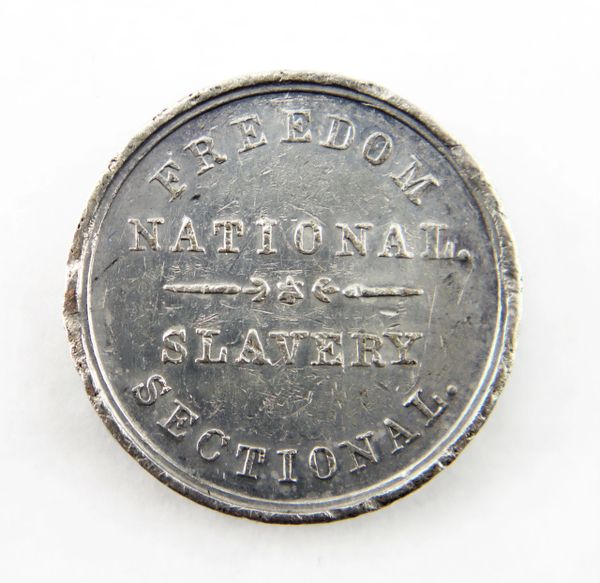 FREEDOM
NATIONAL,
SLAVERY
SECTIONAL.